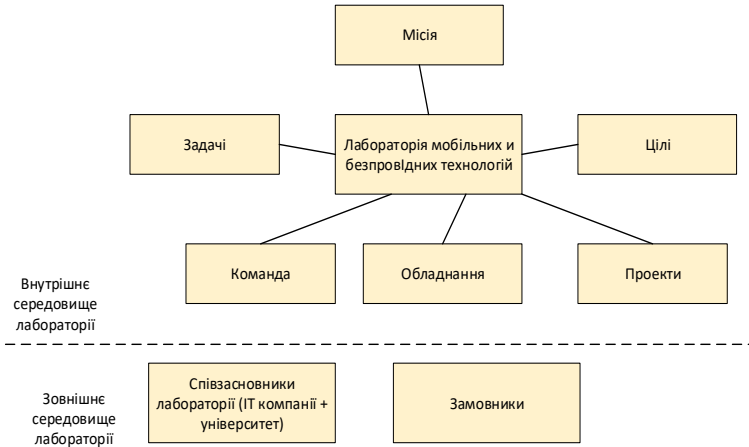 Місія
Задачі
Лабораторія мобільних и
безпровІдних технологій
Цілі
Команда
Обладнання
Проекти
Внутрішнє
середовище
лабораторії
Співзасновники
лабораторії (ІТ компанії +
університет)
Замовники
Зовнішнє
середовище
лабораторії